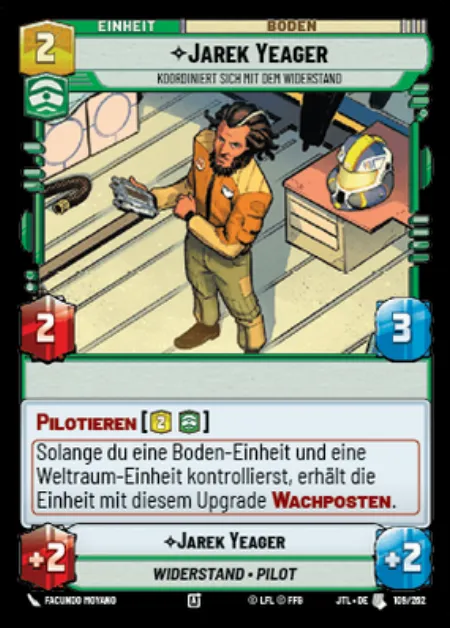 EINHEIT
BODEN
2
JAREK YEAGER
KOORDINIERT SICH MIT DEM WIDERSTAND
2
3
PILOTIEREN [2]
Solange du eine Boden-Einheit und eine
Weltraum-Einheit kontrollierst, erhält die
Einheit mit diesem Upgrade WACHPOSTEN.
JAREK YEAGER
+2
+2
WIDERSTAND • PILOT
FACUNDO MOYANO
A
© LFL © FFG
JTL • DE
109/262